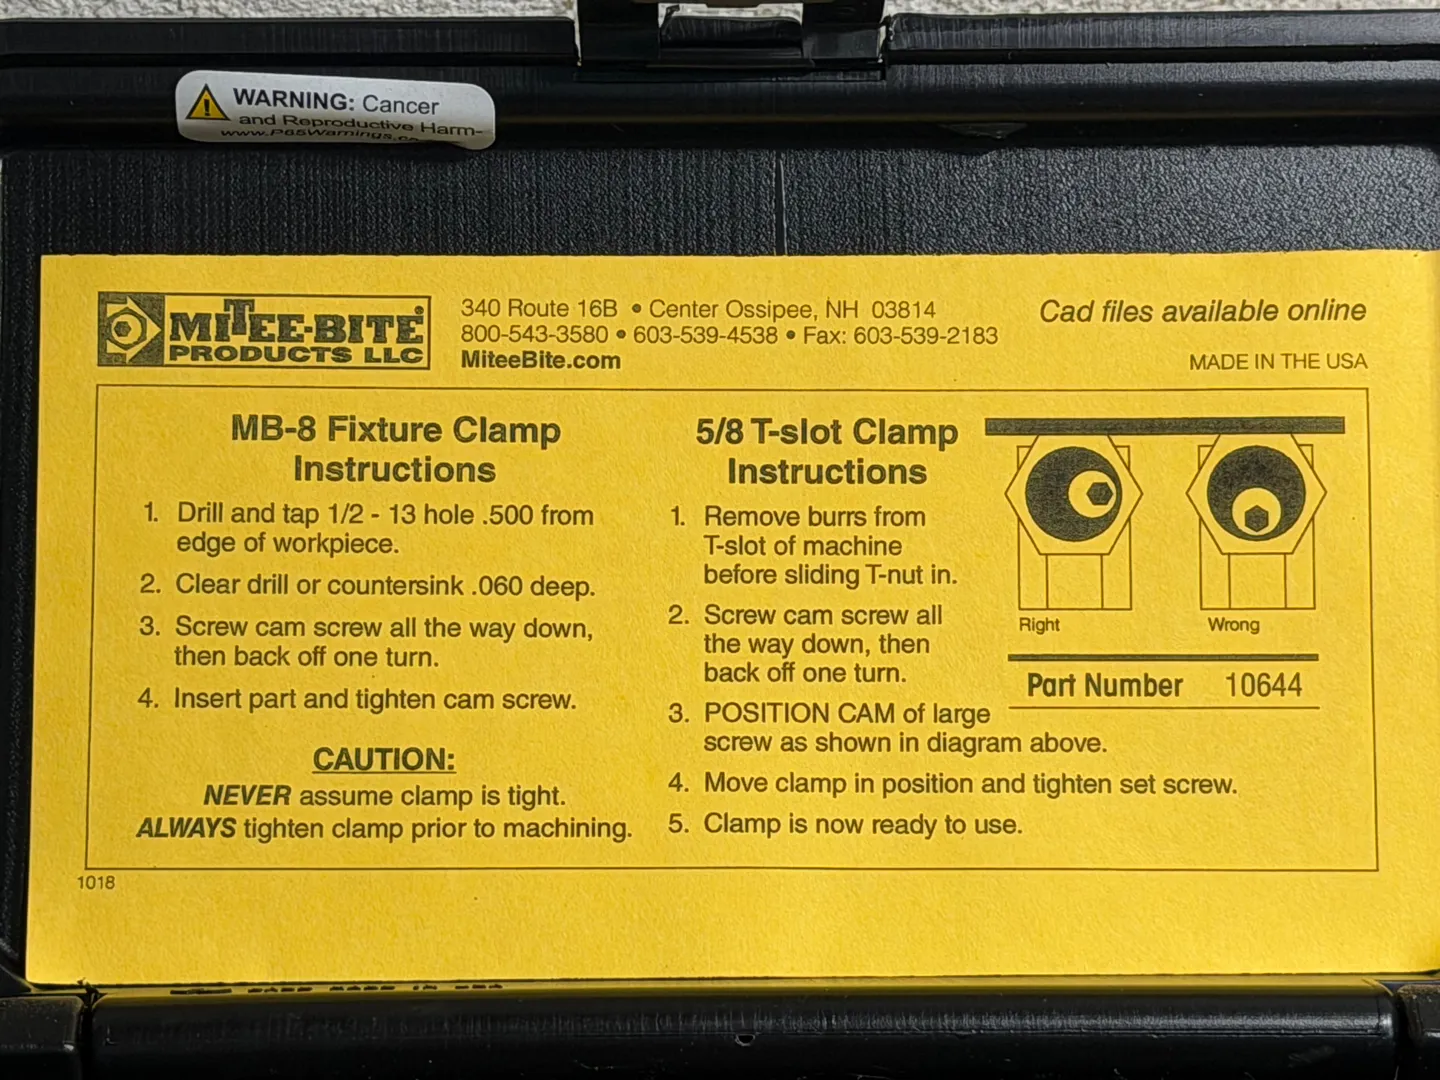 WARNING: Cancer
and Reproductive Harm-
www.P65Warnings.
MITEE-BITE®
PRODUCTS LLC
340 Route 16B • Center Ossipee, NH 03814
800-543-3580 • 603-539-4538 • Fax: 603-539-2183
MiteeBite.com
Cad files available online
MADE IN THE USA
MB-8 Fixture Clamp
Instructions
1. Drill and tap 1/2 - 13 hole .500 from
edge of workpiece.
2. Clear drill or countersink .060 deep.
3. Screw cam screw all the way down,
then back off one turn.
4. Insert part and tighten cam screw.
CAUTION:
NEVER assume clamp is tight.
ALWAYS tighten clamp prior to machining.
5/8 T-slot Clamp
Instructions
1. Remove burrs from
T-slot of machine
before sliding T-nut in.
2. Screw cam screw all
the way down, then
back off one turn.
3. POSITION CAM of large
screw as shown in diagram above.
4. Move clamp in position and tighten set screw.
5. Clamp is now ready to use.
Right
Wrong
Part Number 10644
1018